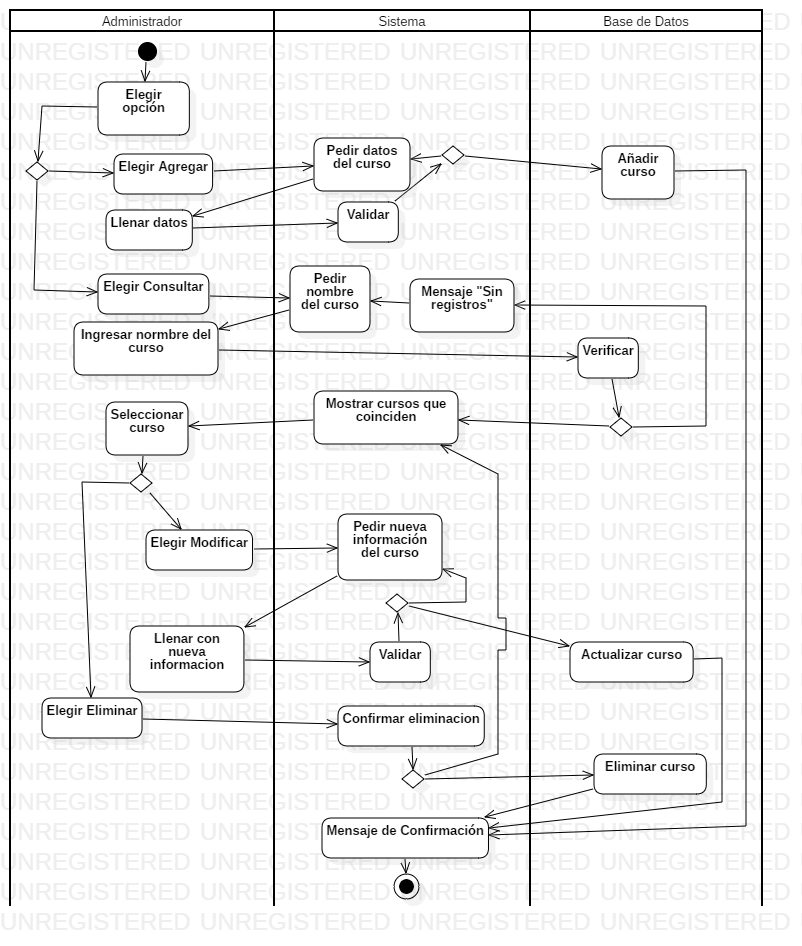 Administrador
Sistema
Base de Datos
Elegir
opción
Elegir Agregar
Pedir datos
del curso
Añadir
curso
Llenar datos
Validar
Elegir Consultar
Pedir
nombre
del curso
Mensaje "Sin
registros"
Ingresar normbre del
curso
Verificar
Seleccionar
curso
Mostrar cursos que
coinciden
Elegir Modificar
Pedir nueva
información
del curso
Llenar con
nueva
informacion
Validar
Actualizar curso
Elegir Eliminar
Confirmar eliminacion
Eliminar curso
Mensaje de Confirmación
UNREGISTERED